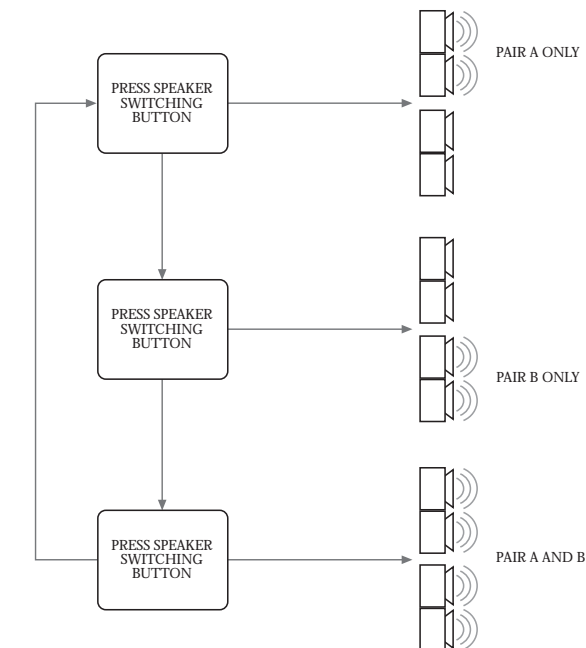 PAIR A ONLY
PRESS SPEAKER
SWITCHING
BUTTON
PRESS SPEAKER
SWITCHING
BUTTON
PAIR B ONLY
PRESS SPEAKER
SWITCHING
BUTTON
PAIR A AND B